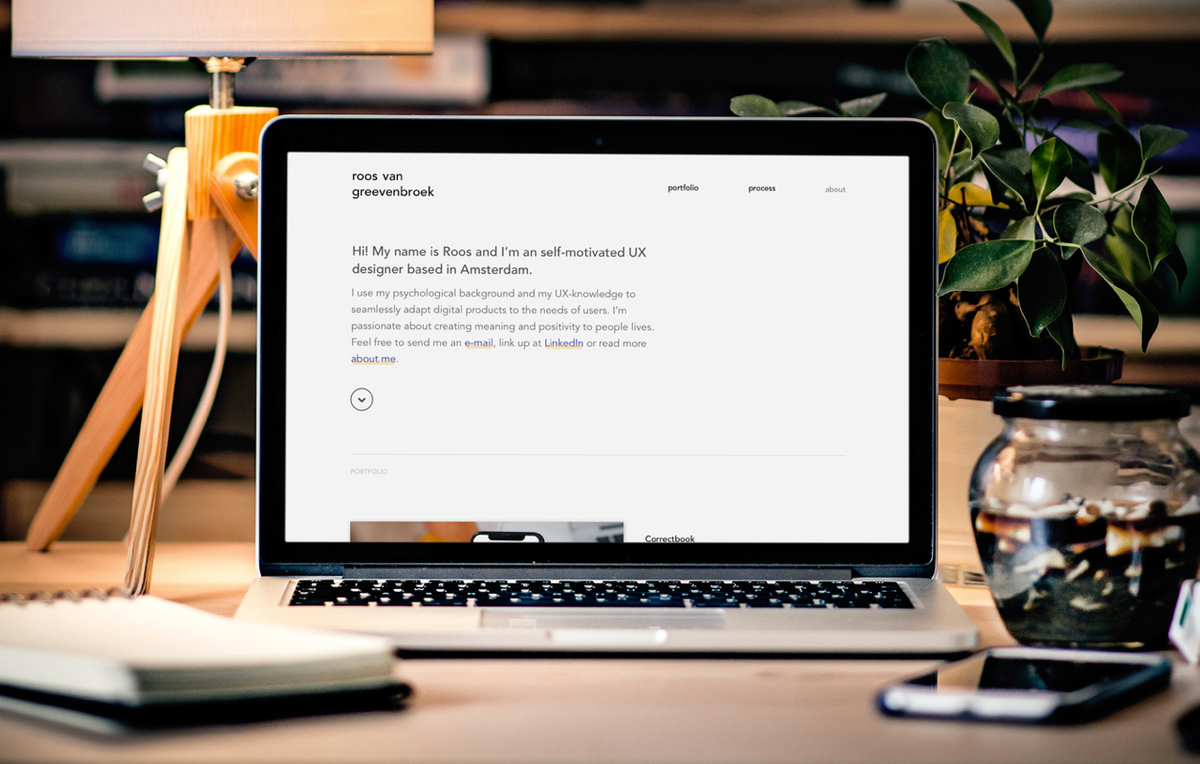 roos van
greevenbroek
portfolio
process
about
Hi! My name is Roos and I'm an self-motivated UX
designer based in Amsterdam.
I use my psychological background and my UX-knowledge to
seamlessly adapt digital products to the needs of users. I'm
passionate about creating meaning and positivity to people lives.
Feel free to send me an e-mail, link up at LinkedIn or read more
about me.
PORTFOLIO
Correctbook